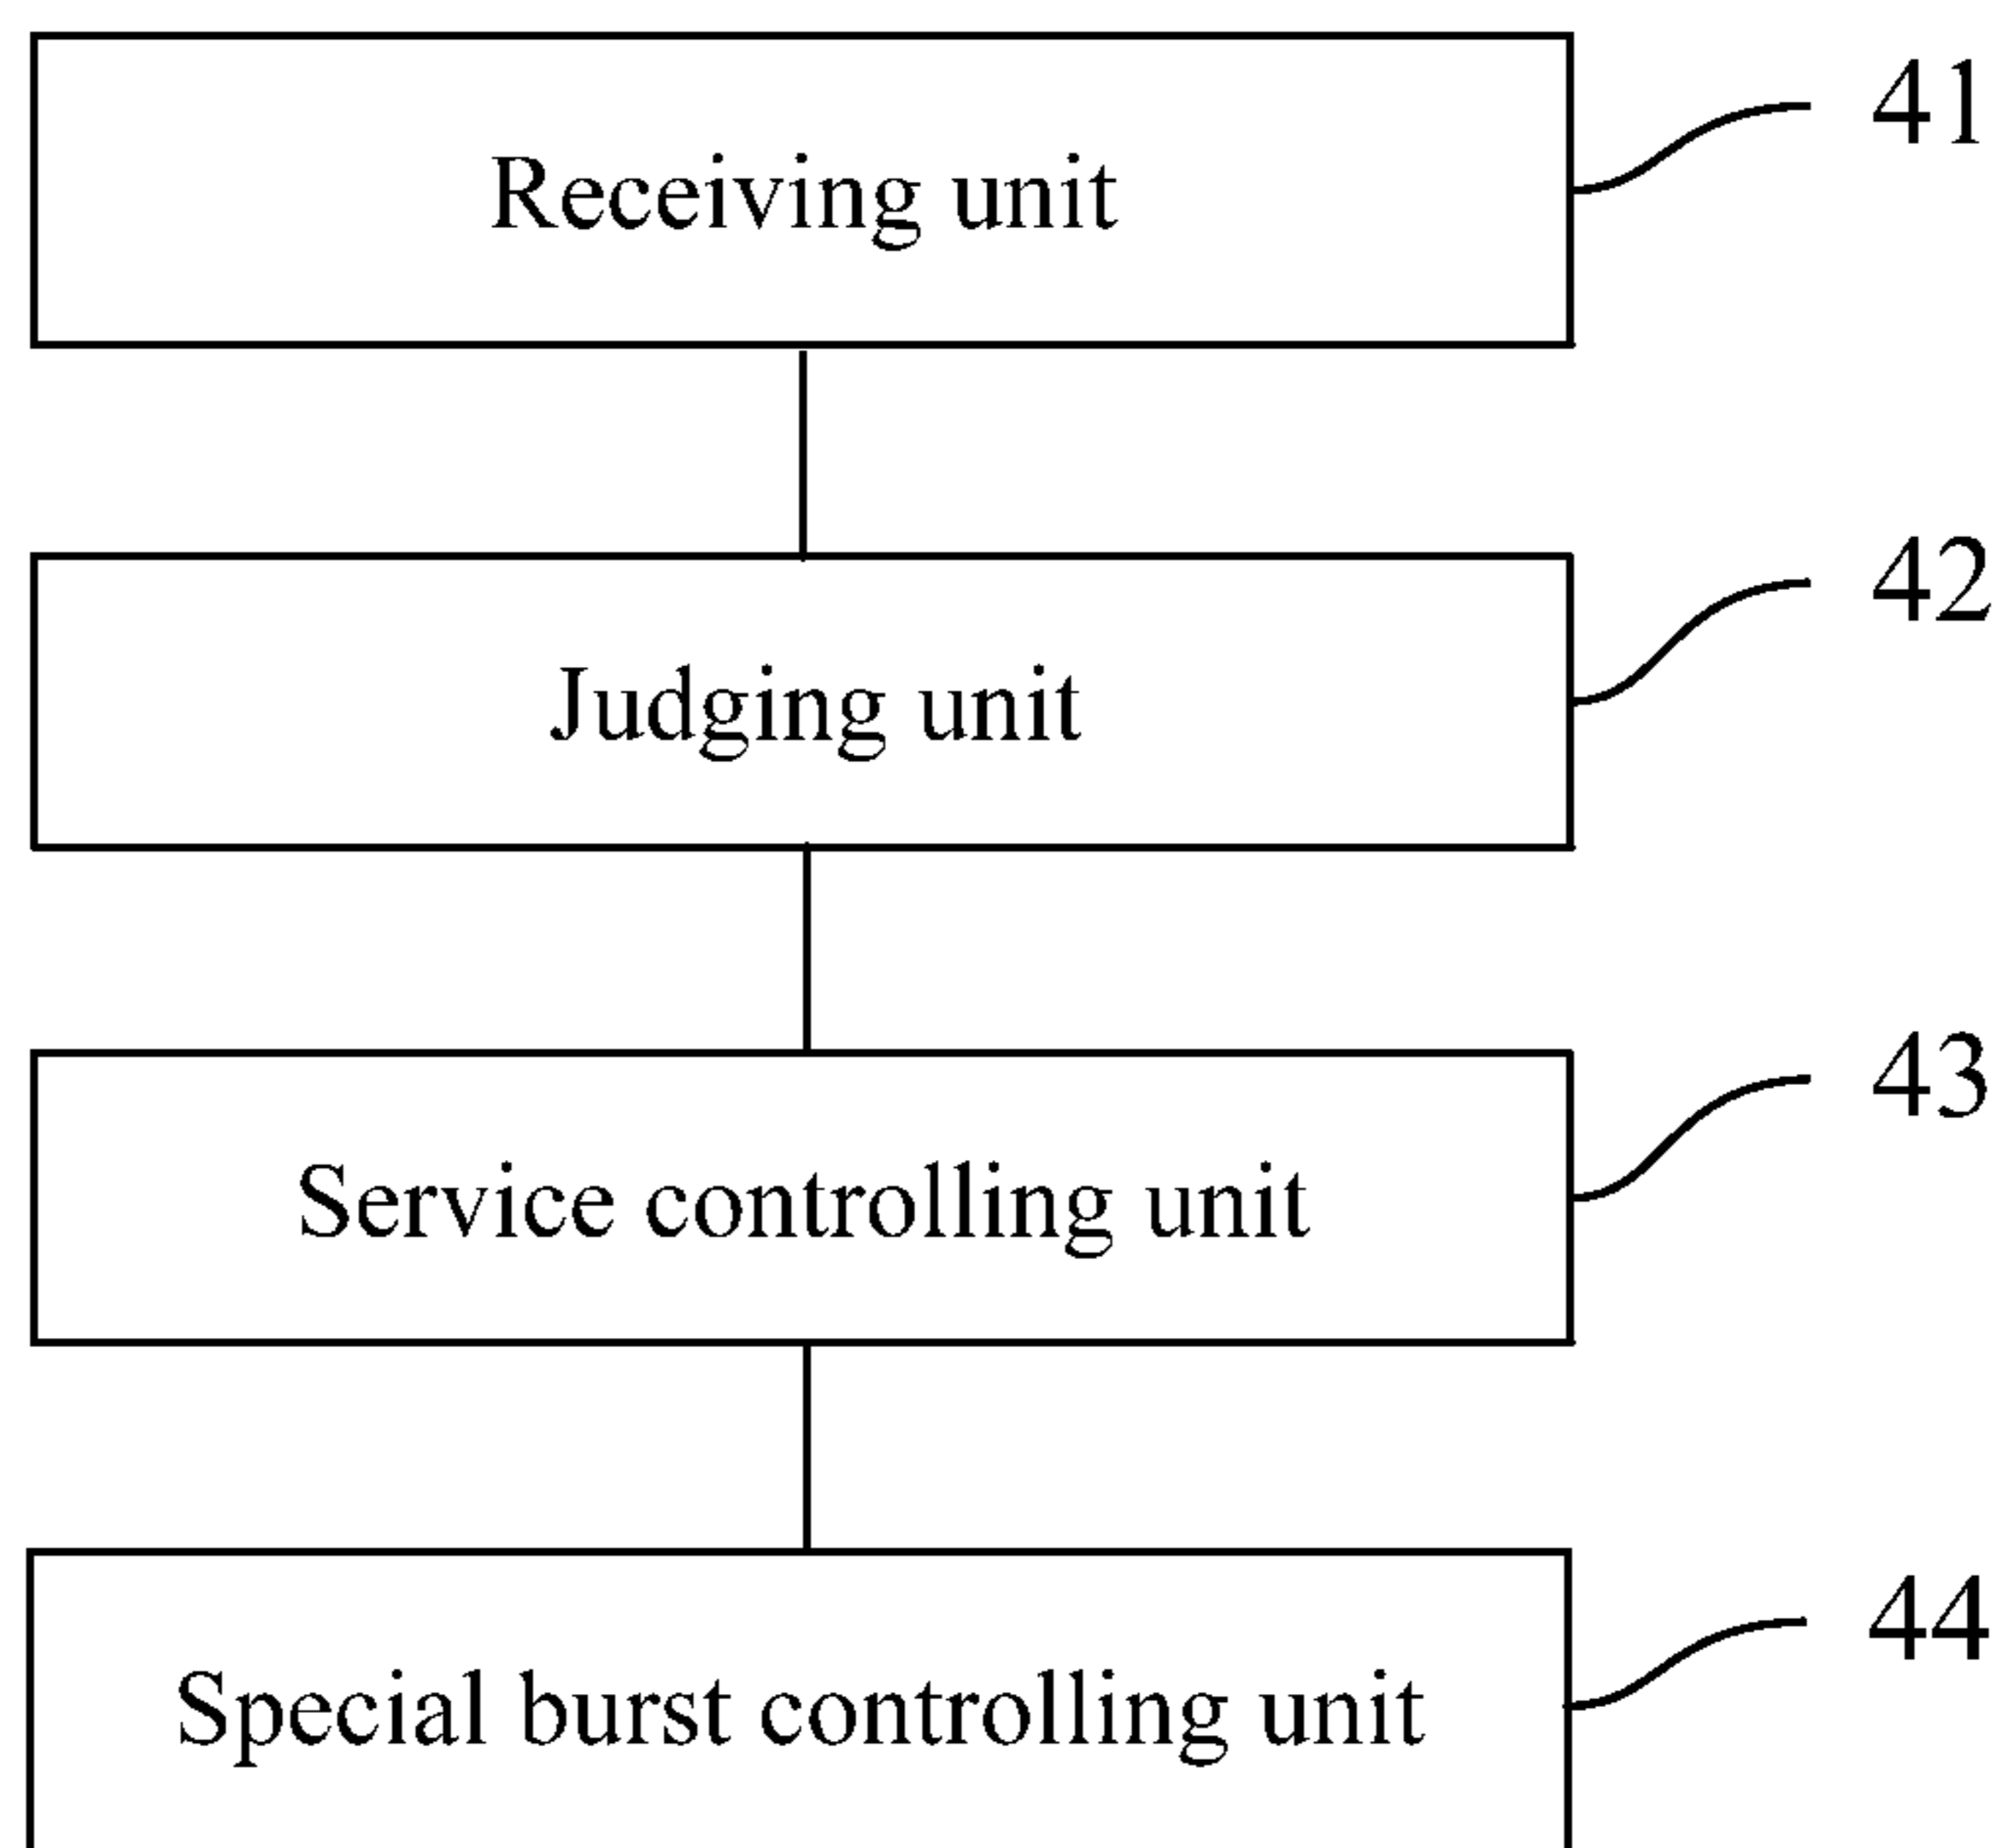 Receiving unit
41
Judging unit
42
Service controlling unit
43
Special burst controlling unit
44